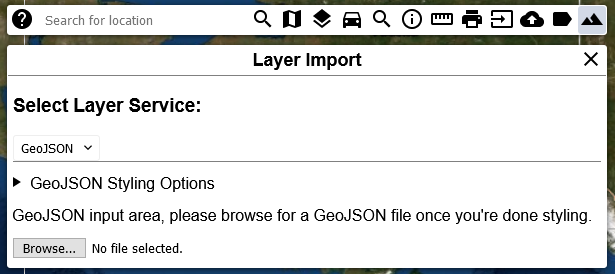 Search for location
Layer Import
Select Layer Service:
GeoJSON
GeoJSON Styling Options
GeoJSON input area, please browse for a GeoJSON file once you're done styling.
Browse... No file selected.